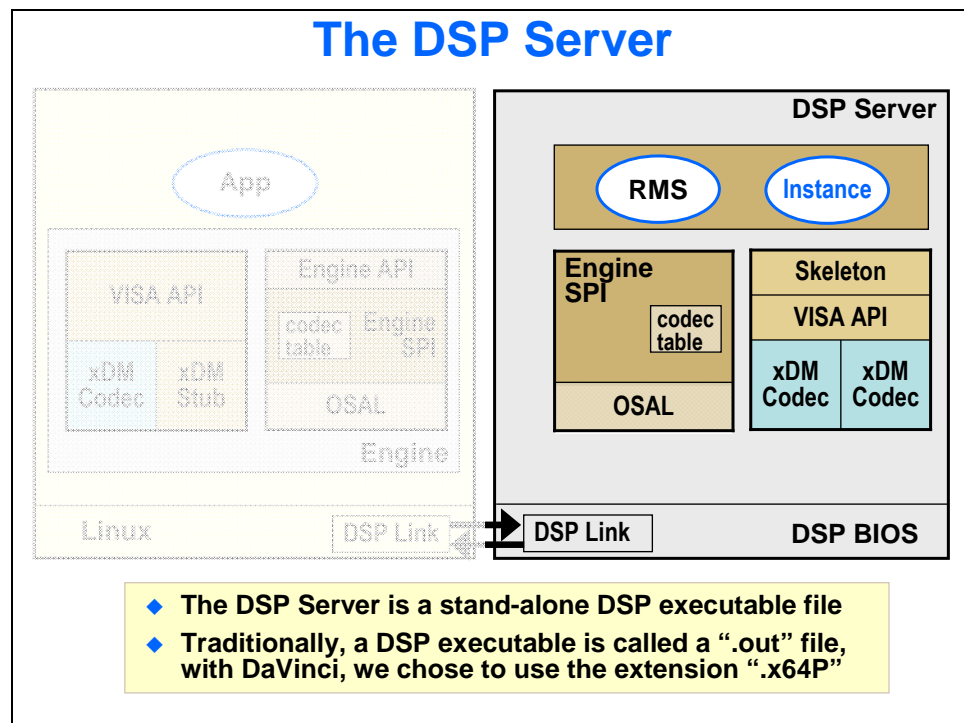 The DSP Server
App
VISA API
xDM
Codec
xDM
Stub
Engine API
codec
table
Engine
SPI
OSAL
Engine
Linux
DSP Link
DSP Server
RMS
Instance
Engine
SPI
codec
table
OSAL
Skeleton
VISA API
xDM
Codec
xDM
Codec
DSP Link
DSP BIOS
The DSP Server is a stand-alone DSP executable file
Traditionally, a DSP executable is called a “.out” file,
with DaVinci, we chose to use the extension “.x64P”